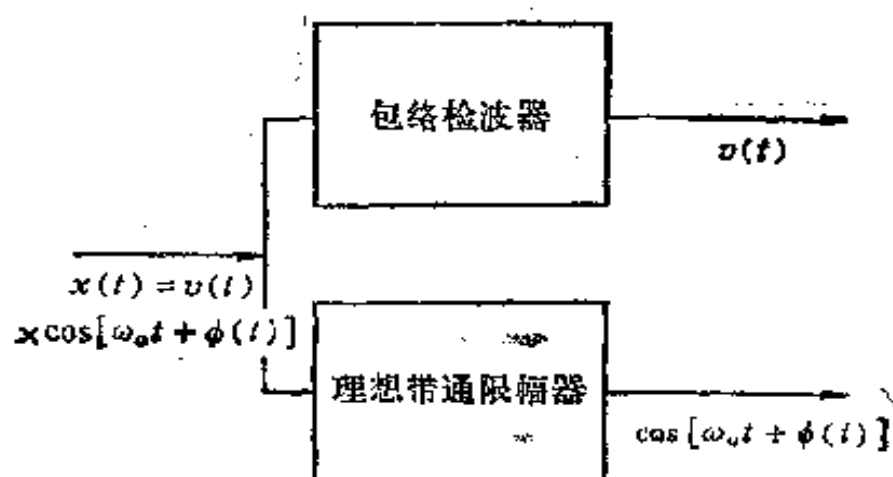 包络检波器
v(t)
x(t) = v(t)
×cos[ω₀t + φ(t)]
理想带通限幅器
cos[ω₀t + φ(t)]